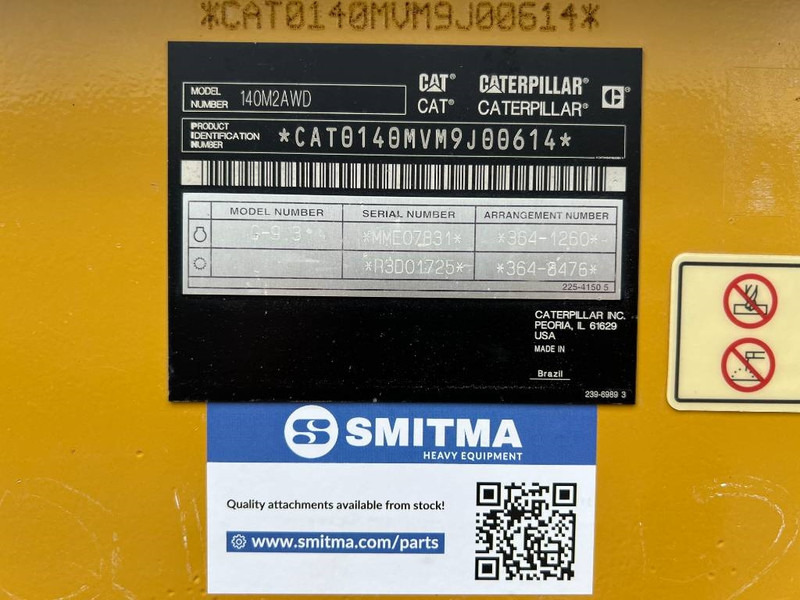 *CAT0140MVM9J00614*
MODEL NUMBER 140M2AWD
CAT® CATERPILLAR®
CAT® CATERPILLAR®
PRODUCT IDENTIFICATION NUMBER *CAT0140MVM9J00614*
MODEL NUMBER SERIAL NUMBER ARRANGEMENT NUMBER
*MME07831* *364-1260*
*R3D01725* *364-8476*
225-4150 5
CATERPILLAR INC.
PEORIA, IL 61629
USA
MADE IN
Brazil
239-6989 3
SMITMA
HEAVY EQUIPMENT
Quality attachments available from stock!
www.smitma.com/parts